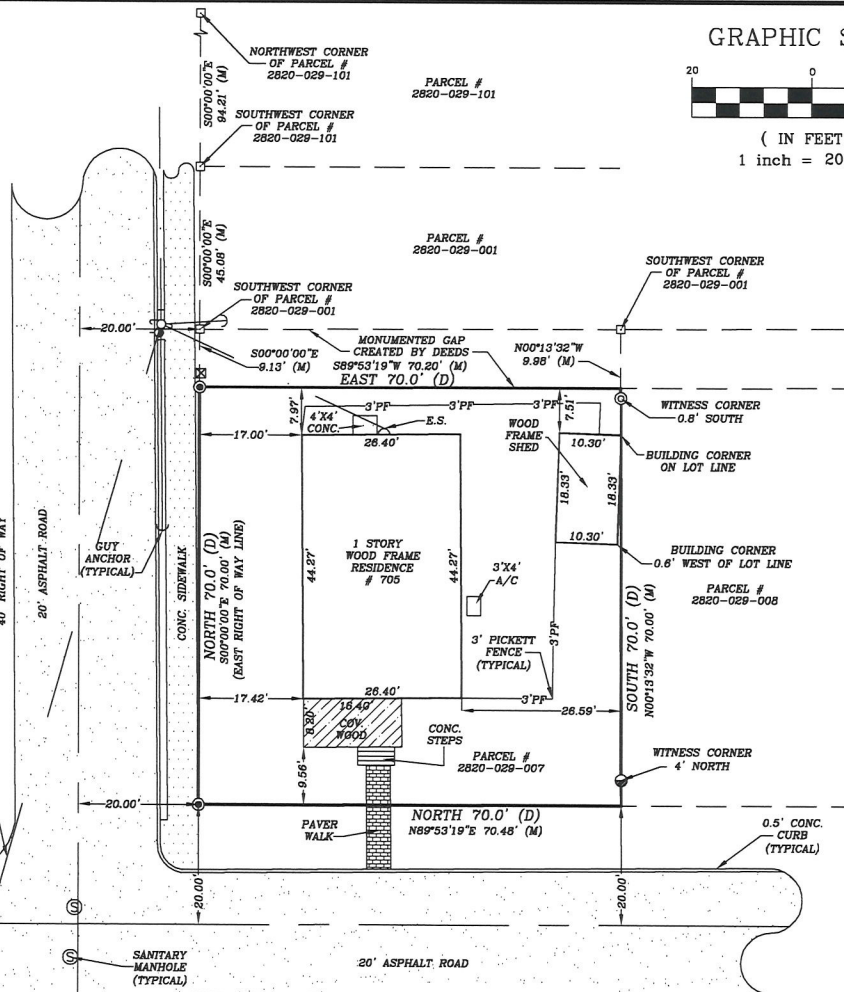 GRAPHIC S
20
0
( IN FEET
1 inch = 20
NORTHWEST CORNER
OF PARCEL #
2820-029-101
S00°00'00"E
94.21' (M)
PARCEL #
2820-029-101
SOUTHWEST CORNER
OF PARCEL #
2820-029-101
S00°00'00"E
45.08' (M)
PARCEL #
2820-029-001
SOUTHWEST CORNER
OF PARCEL #
2820-029-001
SOUTHWEST CORNER
OF PARCEL #
2820-029-001
20.00'
S00°00'00"E
9.13' (M)
MONUMENTED GAP
CREATED BY DEEDS
N00°13'32"W
9.98' (M)
S89°53'19"W 70.20' (M)
EAST 70.0' (D)
7.97'
3'PF
3'PF
3'PF
7.51'
WITNESS CORNER
0.8' SOUTH
4'X4'
CONC.
E.S.
WOOD
FRAME
SHED
17.00'
26.40'
10.30'
BUILDING CORNER
ON LOT LINE
18.33'
18.33'
40' RIGHT OF WAY
20' ASPHALT ROAD
GUY
ANCHOR
(TYPICAL)
CONC. SIDEWALK
NORTH 70.0' (D)
S00°00'00"E 70.00' (M)
(EAST RIGHT OF WAY LINE)
44.27'
1 STORY
WOOD FRAME
RESIDENCE
# 705
44.27'
3'X4'
A/C
10.30'
BUILDING CORNER
0.6' WEST OF LOT LINE
PARCEL #
2820-029-008
3' PICKETT
FENCE
(TYPICAL)
3'PF
SOUTH 70.0' (D)
N00°13'32"W 70.00' (M)
17.42'
26.40'
3'PF
26.59'
16.40'
8.20'
COV.
WOOD
CONC.
STEPS
PARCEL #
2820-029-007
WITNESS CORNER
4' NORTH
9.56'
20.00'
NORTH 70.0' (D)
N89°53'19"E 70.48' (M)
PAVER
WALK
0.5' CONC.
CURB
(TYPICAL)
20.00'
20.00'
S
S
SANITARY
MANHOLE
(TYPICAL)
20' ASPHALT ROAD